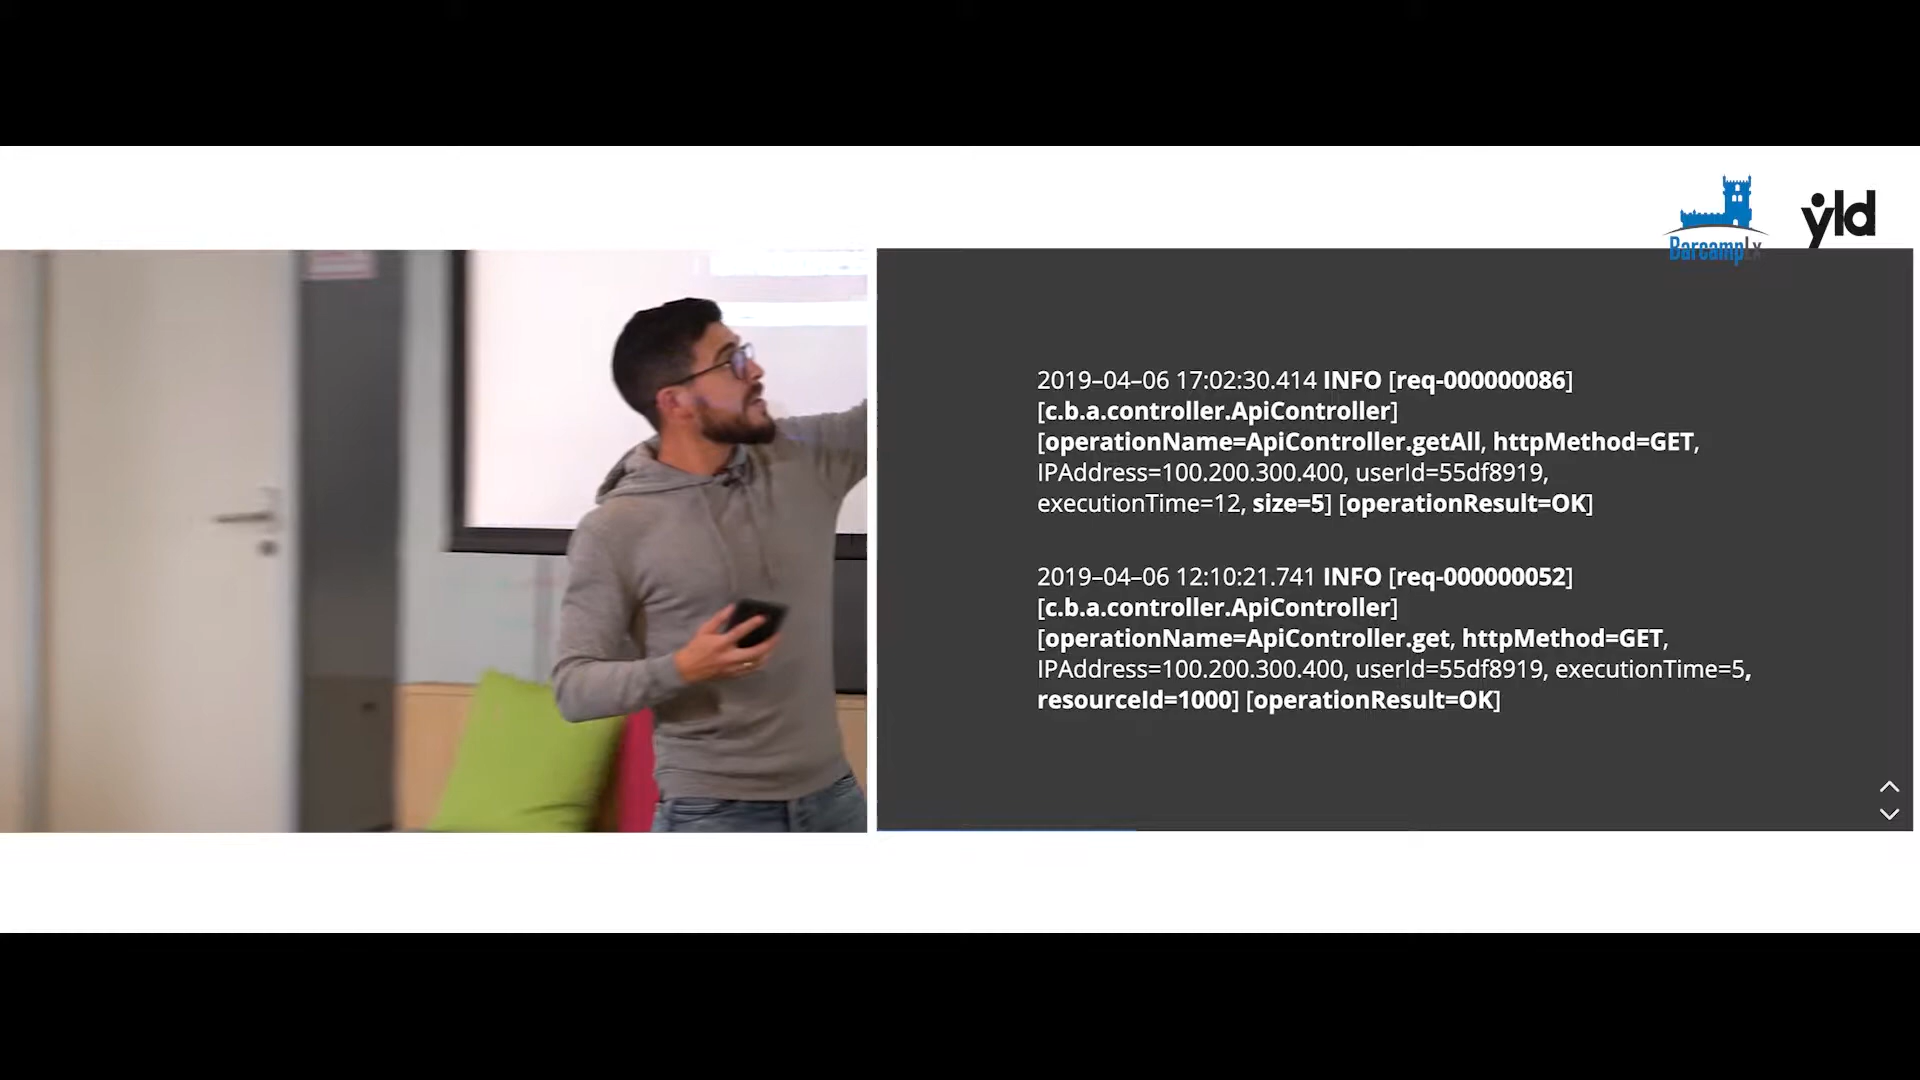 BarcampLx
yld
2019–04–06 17:02:30.414 INFO [req-000000086]
[c.b.a.controller.ApiController]
[operationName=ApiController.getAll, httpMethod=GET,
IPAddress=100.200.300.400, userId=55df8919,
executionTime=12, size=5] [operationResult=OK]
2019–04–06 12:10:21.741 INFO [req-000000052]
[c.b.a.controller.ApiController]
[operationName=ApiController.get, httpMethod=GET,
IPAddress=100.200.300.400, userId=55df8919, executionTime=5,
resourceId=1000] [operationResult=OK]